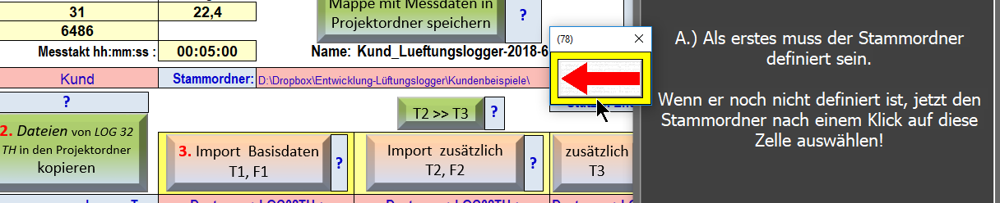 Mappe mit Messdaten in
Projektordner speichern
?
31
22,4
6486
Messtakt hh:mm:ss :
00:05:00
Name: Kund_Lueftungslogger-2018-6
(78)
Kund
Stammordner:
D:\Dropbox\Entwicklung-Lüftungslogger\Kundenbeispiele\
?
T2 >> T3
?
2. Dateien von LOG 32
TH in den Projektordner
kopieren
3. Import Basisdaten
T1, F1
?
Import zusätzlich
T2, F2
?
zusätzlich
T3
A.) Als erstes muss der Stammordner
definiert sein.
Wenn er noch nicht definiert ist, jetzt den
Stammordner nach einem Klick auf diese
Zelle auswählen!